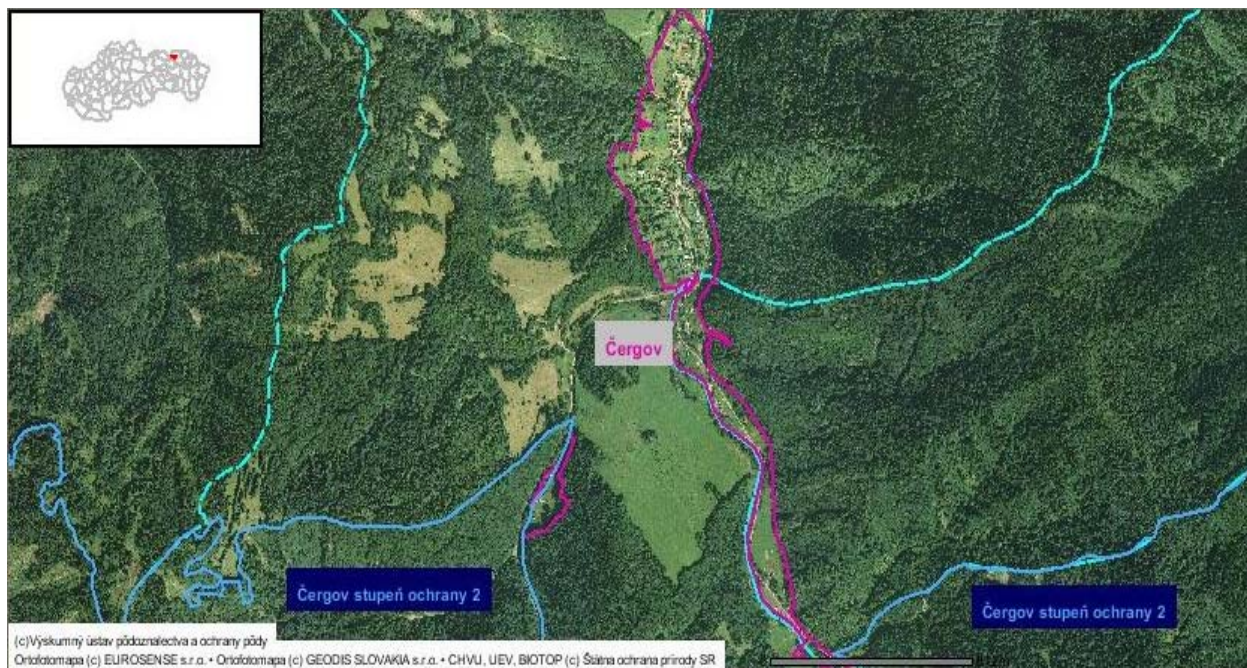 Čergov
Čergov stupeň ochrany 2
Čergov stupeň ochrany 2
(c)Výskumný ústav pôdoznalectva a ochrany pôdy
Ortofotomapa (c) EUROSENSE s.r.o. • Ortofotomapa (c) GEODIS SLOVAKIA s.r.o. • CHVU, UEV, BIOTOP (c) Štátna ochrana prírody SR